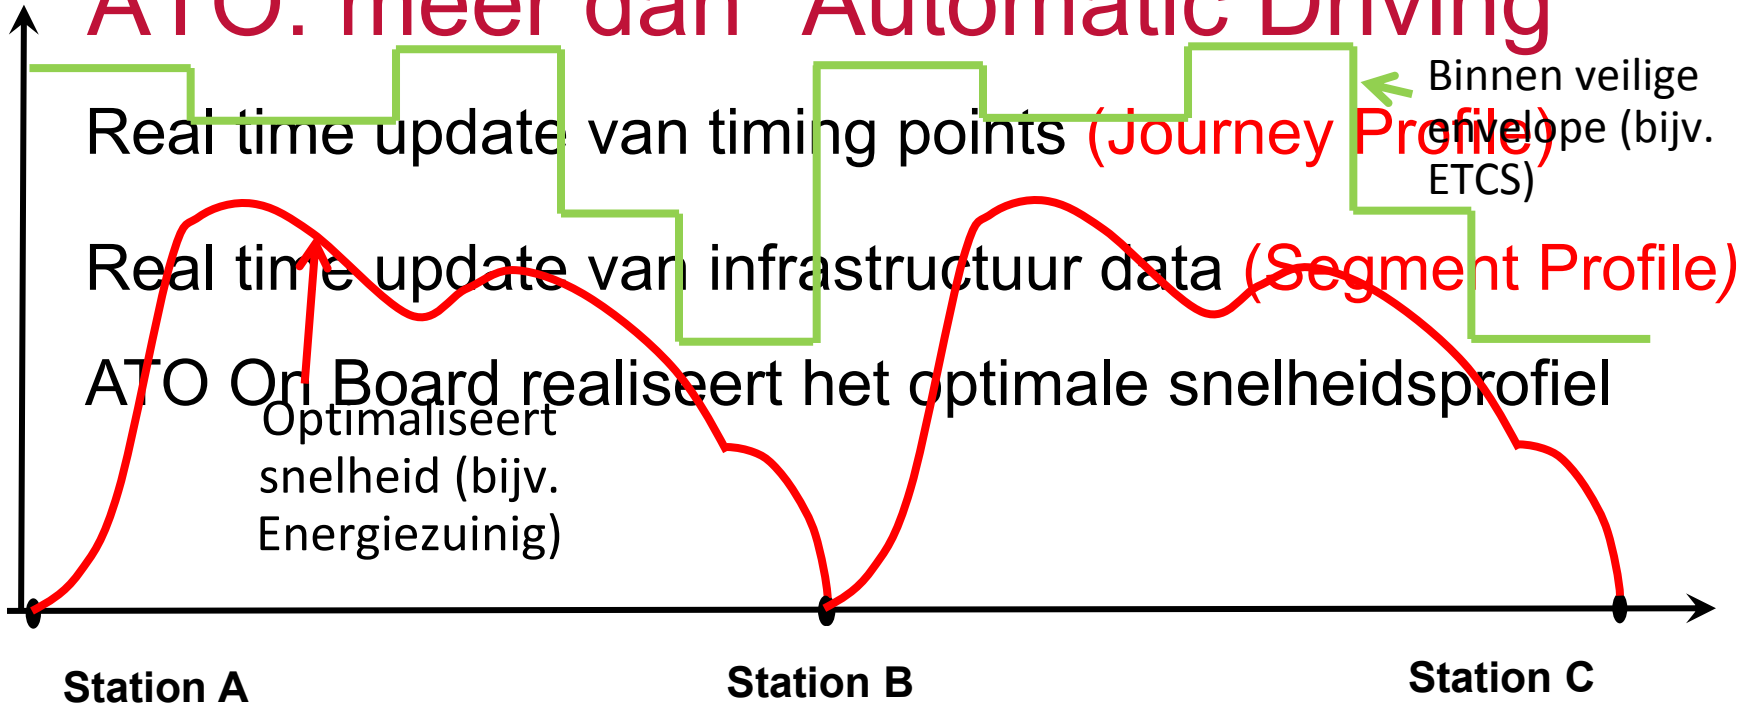 ATO: meer dan "Automatic Driving"
Binnen veilige
envelope (bijv.
ETCS)
Real time update van timing points (Journey Profile)
Real time update van infrastructuur data (Segment Profile)
ATO On Board realiseert het optimale snelheidsprofiel
Optimaliseert
snelheid (bijv.
Energiezuinig)
Station A
Station B
Station C